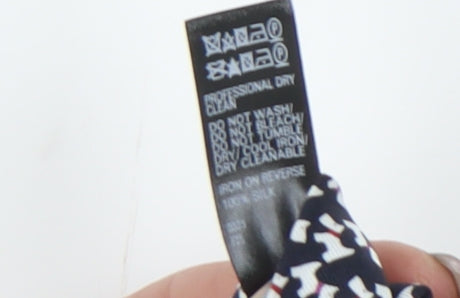 PROFESSIONAL DRY
CLEAN
DO NOT WASH/
DO NOT BLEACH/
DO NOT TUMBLE
DRY/ COOL IRON/
DRY CLEANABLE
IRON ON REVERSE
100% SILK